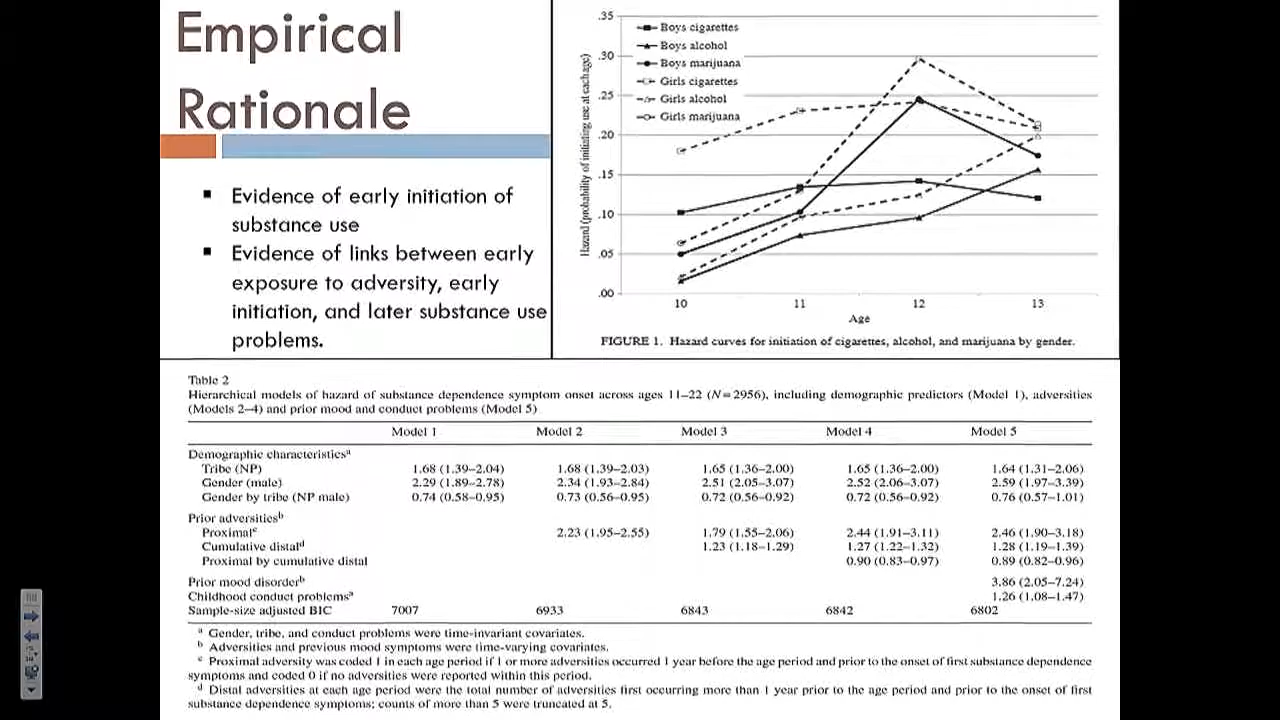 Empirical
Rationale
▪ Evidence of early initiation of
substance use
▪ Evidence of links between early
exposure to adversity, early
initiation, and later substance use
problems.
Hazard (probability of initiating use at each age)
.35
.30
.25
.20
.15
.10
.05
.00
Boys cigarettes
Boys alcohol
Boys marijuana
Girls cigarettes
Girls alcohol
Girls marijuana
10 11 12 13
Age
FIGURE 1. Hazard curves for initiation of cigarettes, alcohol, and marijuana by gender.
Table 2
Hierarchical models of hazard of substance dependence symptom onset across ages 11–22 (N=2956), including demographic predictors (Model 1), adversities
(Models 2–4) and prior mood and conduct problems (Model 5)
Model 1 Model 2 Model 3 Model 4 Model 5
Demographic characteristicsᵃ
Tribe (NP) 1.68 (1.39–2.04) 1.68 (1.39–2.03) 1.65 (1.36–2.00) 1.65 (1.36–2.00) 1.64 (1.31–2.06)
Gender (male) 2.29 (1.89–2.78) 2.34 (1.93–2.84) 2.51 (2.05–3.07) 2.52 (2.06–3.07) 2.59 (1.97–3.39)
Gender by tribe (NP male) 0.74 (0.58–0.95) 0.73 (0.56–0.95) 0.72 (0.56–0.92) 0.72 (0.56–0.92) 0.76 (0.57–1.01)
Prior adversitiesᵇ
Proximalᶜ 2.23 (1.95–2.55) 1.79 (1.55–2.06) 2.44 (1.91–3.11) 2.46 (1.90–3.18)
Cumulative distalᵈ 1.23 (1.18–1.29) 1.27 (1.22–1.32) 1.28 (1.19–1.39)
Proximal by cumulative distal 0.90 (0.83–0.97) 0.89 (0.82–0.96)
Prior mood disorderᵇ 3.86 (2.05–7.24)
Childhood conduct problemsᵃ 1.26 (1.08–1.47)
Sample-size adjusted BIC 7007 6933 6843 6842 6802
ᵃ Gender, tribe, and conduct problems were time-invariant covariates.
ᵇ Adversities and previous mood symptoms were time-varying covariates.
ᶜ Proximal adversity was coded 1 in each age period if 1 or more adversities occurred 1 year before the age period and prior to the onset of first substance dependence
symptoms and coded 0 if no adversities were reported within this period.
ᵈ Distal adversities at each age period were the total number of adversities first occurring more than 1 year prior to the age period and prior to the onset of first
substance dependence symptoms; counts of more than 5 were truncated at 5.